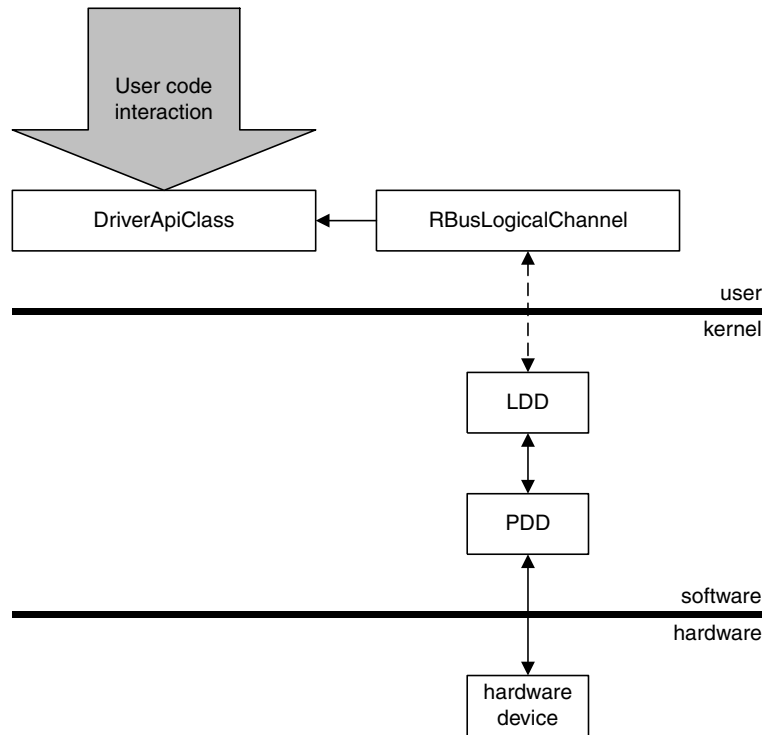 User code
interaction
DriverApiClass
RBusLogicalChannel
user
kernel
LDD
PDD
software
hardware
hardware
device